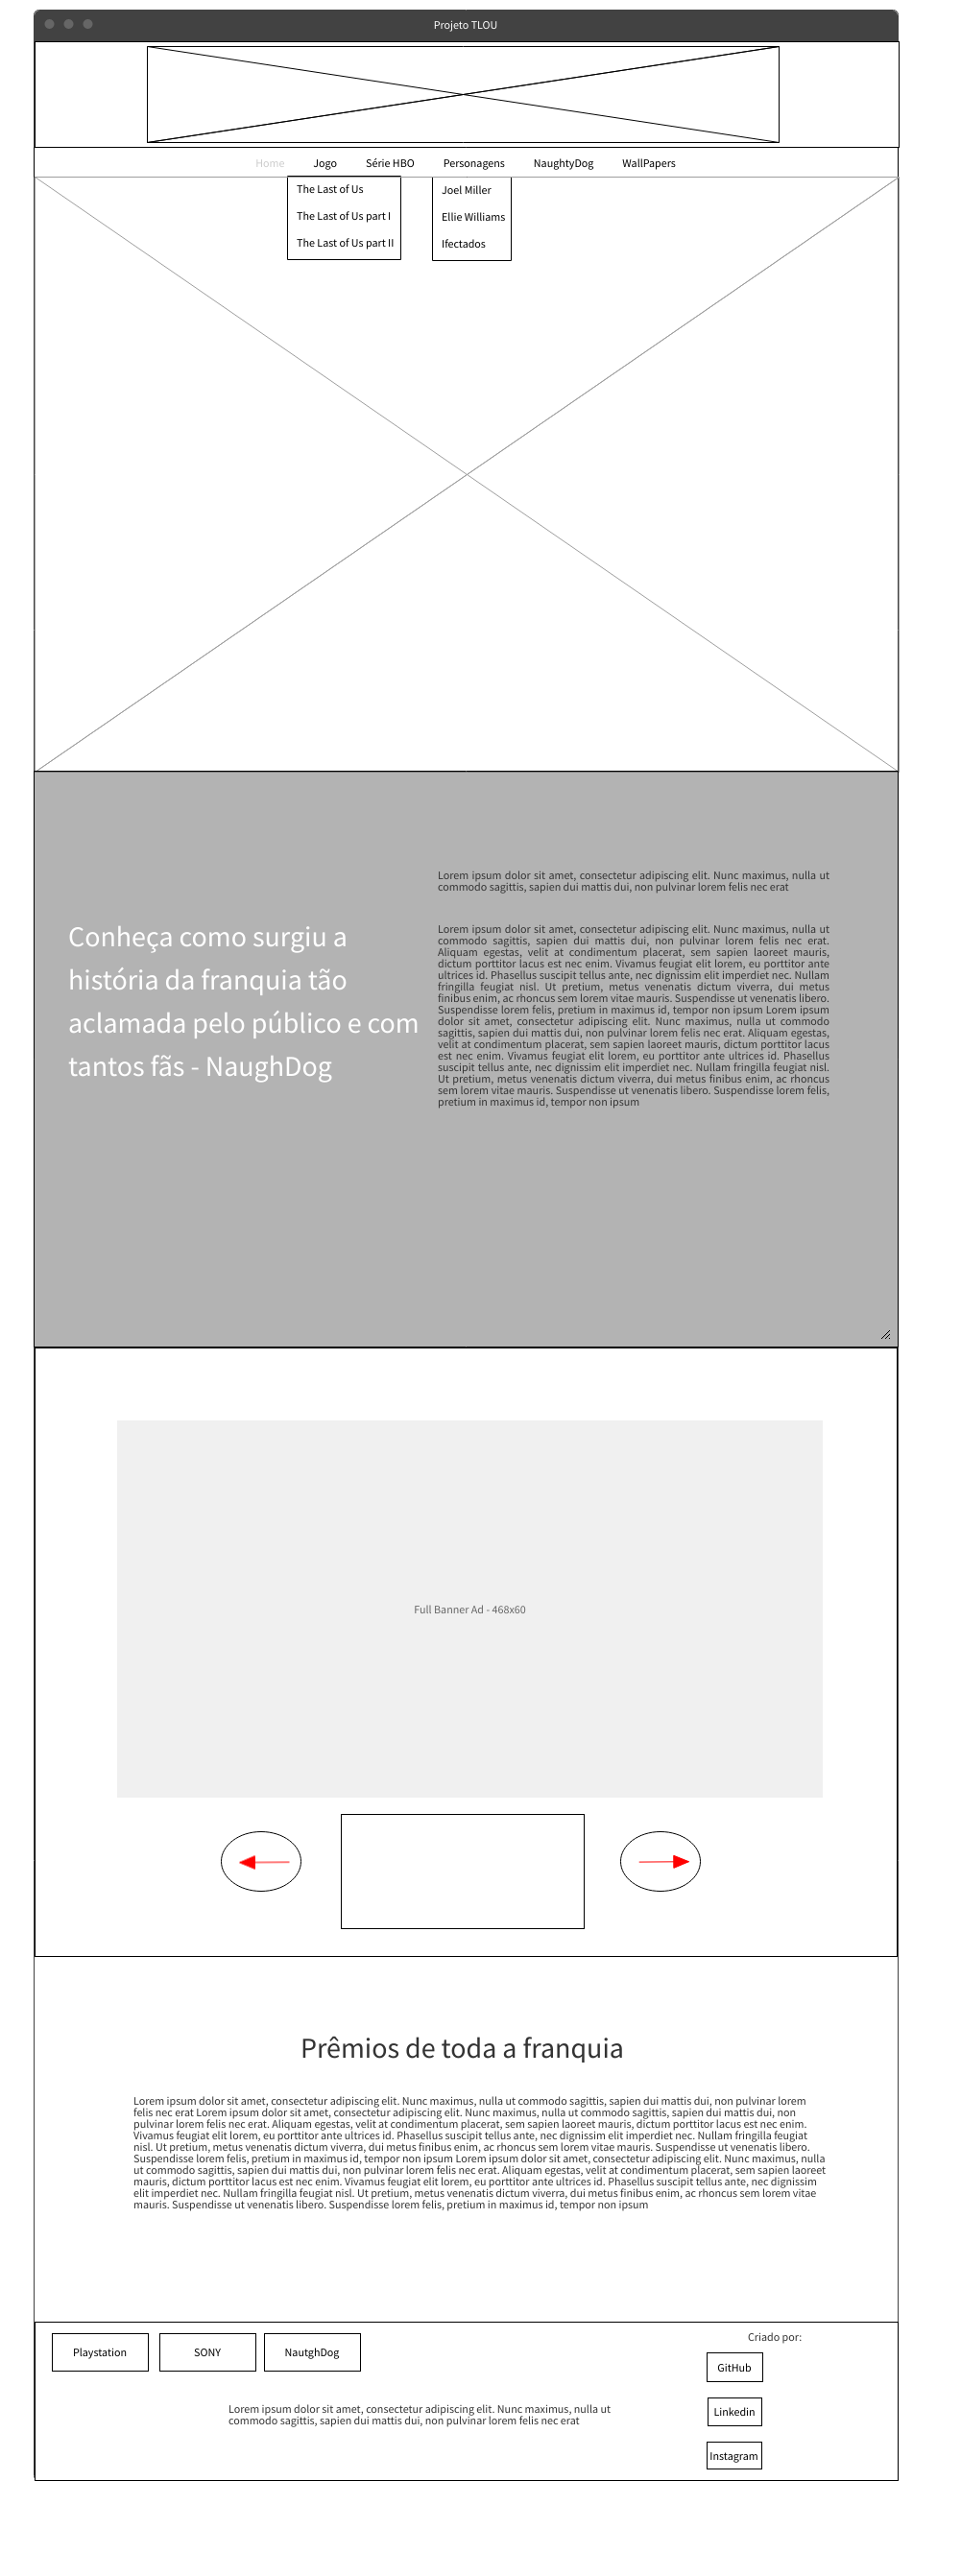 Projeto TLOU
Home Jogo Série HBO Personagens NaughtyDog WallPapers
The Last of Us
The Last of Us part I
The Last of Us part II
Joel Miller
Ellie Williams
Ifectados
Conheça como surgiu a
história da franquia tão
aclamada pelo público e com
tantos fãs - NaughDog
Lorem ipsum dolor sit amet, consectetur adipiscing elit. Nunc maximus, nulla ut
commodo sagittis, sapien dui mattis dui, non pulvinar lorem felis nec erat
Lorem ipsum dolor sit amet, consectetur adipiscing elit. Nunc maximus, nulla ut
commodo sagittis, sapien dui mattis dui, non pulvinar lorem felis nec erat.
Aliquam egestas, velit at condimentum placerat, sem sapien laoreet mauris,
dictum porttitor lacus est nec enim. Vivamus feugiat elit lorem, eu porttitor ante
ultrices id. Phasellus suscipit tellus ante, nec dignissim elit imperdiet nec. Nullam
fringilla feugiat nisl. Ut pretium, metus venenatis dictum viverra, dui metus
finibus enim, ac rhoncus sem lorem vitae mauris. Suspendisse ut venenatis libero.
Suspendisse lorem felis, pretium in maximus id, tempor non ipsum Lorem ipsum
dolor sit amet, consectetur adipiscing elit. Nunc maximus, nulla ut commodo
sagittis, sapien dui mattis dui, non pulvinar lorem felis nec erat. Aliquam egestas,
velit at condimentum placerat, sem sapien laoreet mauris, dictum porttitor lacus
est nec enim. Vivamus feugiat elit lorem, eu porttitor ante ultrices id. Phasellus
suscipit tellus ante, nec dignissim elit imperdiet nec. Nullam fringilla feugiat nisl.
Ut pretium, metus venenatis dictum viverra, dui metus finibus enim, ac rhoncus
sem lorem vitae mauris. Suspendisse ut venenatis libero. Suspendisse lorem felis,
pretium in maximus id, tempor non ipsum
Full Banner Ad - 468x60
Prêmios de toda a franquia
Lorem ipsum dolor sit amet, consectetur adipiscing elit. Nunc maximus, nulla ut commodo sagittis, sapien dui mattis dui, non pulvinar lorem
felis nec erat Lorem ipsum dolor sit amet, consectetur adipiscing elit. Nunc maximus, nulla ut commodo sagittis, sapien dui mattis dui, non
pulvinar lorem felis nec erat. Aliquam egestas, velit at condimentum placerat, sem sapien laoreet mauris, dictum porttitor lacus est nec enim.
Vivamus feugiat elit lorem, eu porttitor ante ultrices id. Phasellus suscipit tellus ante, nec dignissim elit imperdiet nec. Nullam fringilla feugiat
nisl. Ut pretium, metus venenatis dictum viverra, dui metus finibus enim, ac rhoncus sem lorem vitae mauris. Suspendisse ut venenatis libero.
Suspendisse lorem felis, pretium in maximus id, tempor non ipsum Lorem ipsum dolor sit amet, consectetur adipiscing elit. Nunc maximus, nulla
ut commodo sagittis, sapien dui mattis dui, non pulvinar lorem felis nec erat. Aliquam egestas, velit at condimentum placerat, sem sapien laoreet
mauris, dictum porttitor lacus est nec enim. Vivamus feugiat elit lorem, eu porttitor ante ultrices id. Phasellus suscipit tellus ante, nec dignissim
elit imperdiet nec. Nullam fringilla feugiat nisl. Ut pretium, metus venenatis dictum viverra, dui metus finibus enim, ac rhoncus sem lorem vitae
mauris. Suspendisse ut venenatis libero. Suspendisse lorem felis, pretium in maximus id, tempor non ipsum
Playstation SONY NautghDog
Lorem ipsum dolor sit amet, consectetur adipiscing elit. Nunc maximus, nulla ut
commodo sagittis, sapien dui mattis dui, non pulvinar lorem felis nec erat
Criado por:
GitHub
Linkedin
Instagram